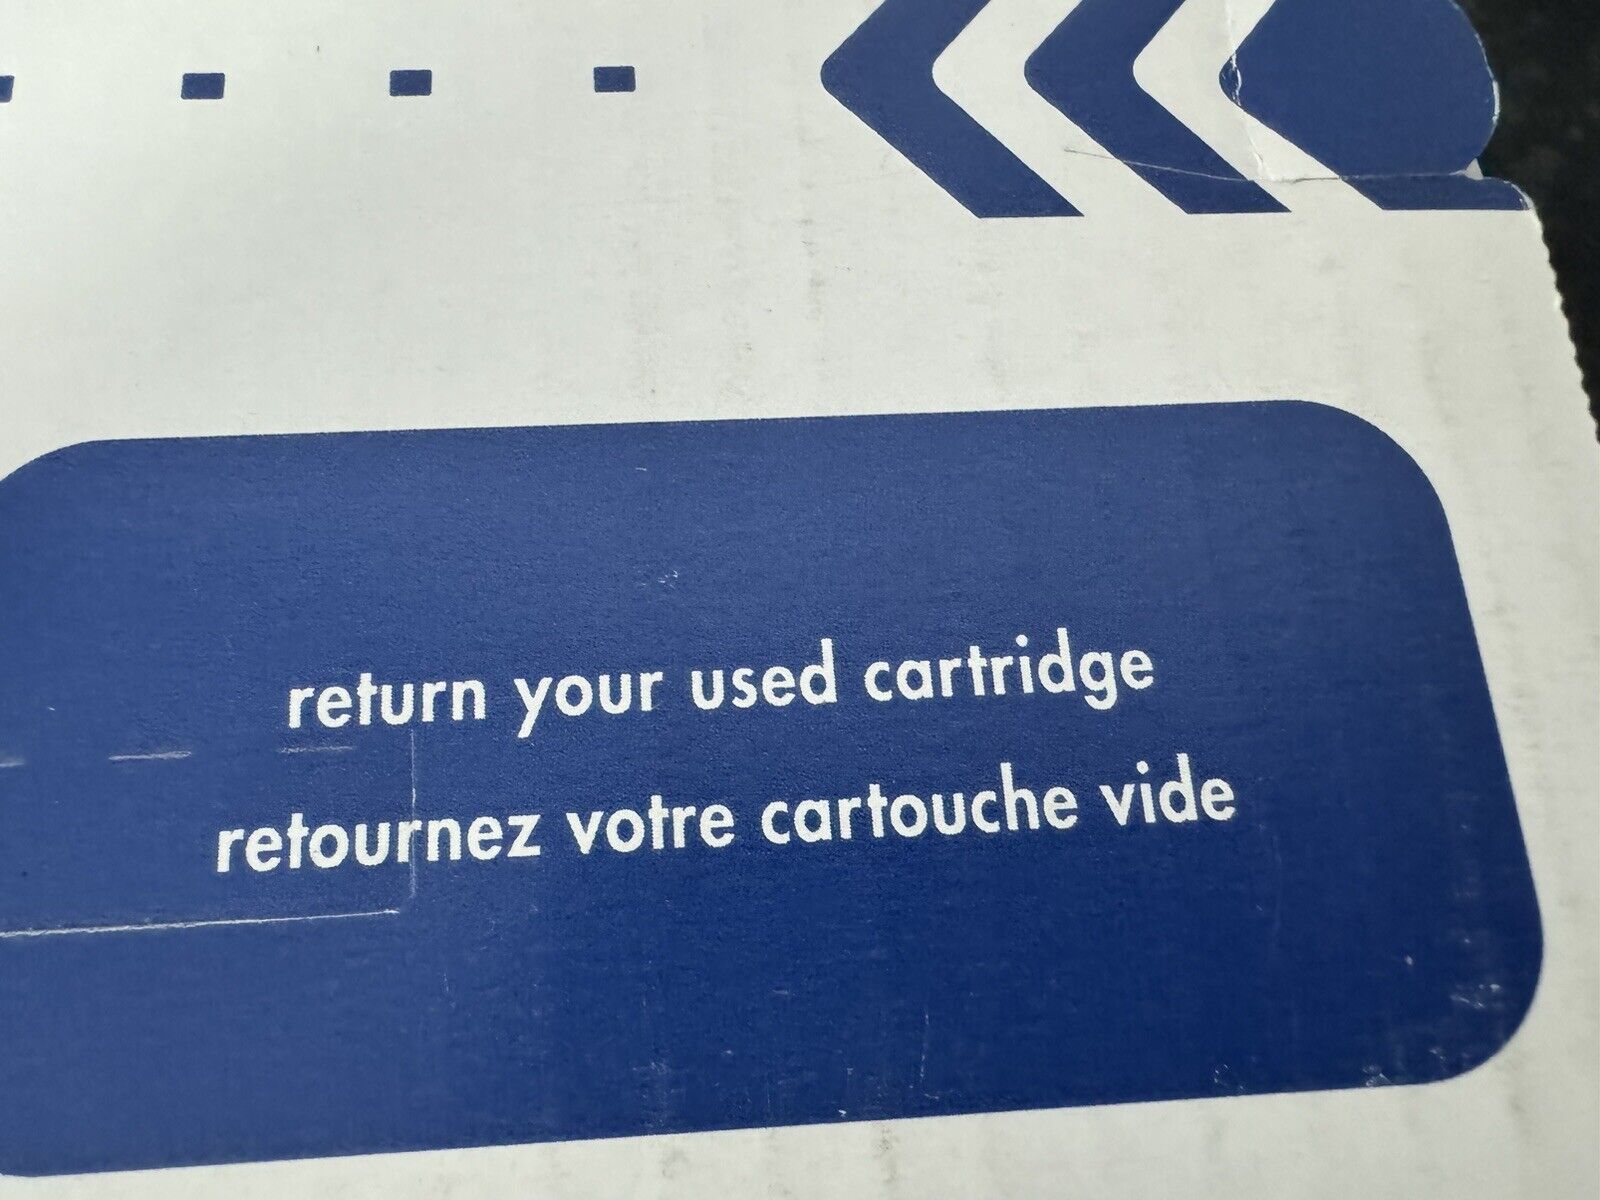 return your used cartridge
retournez votre cartouche vide